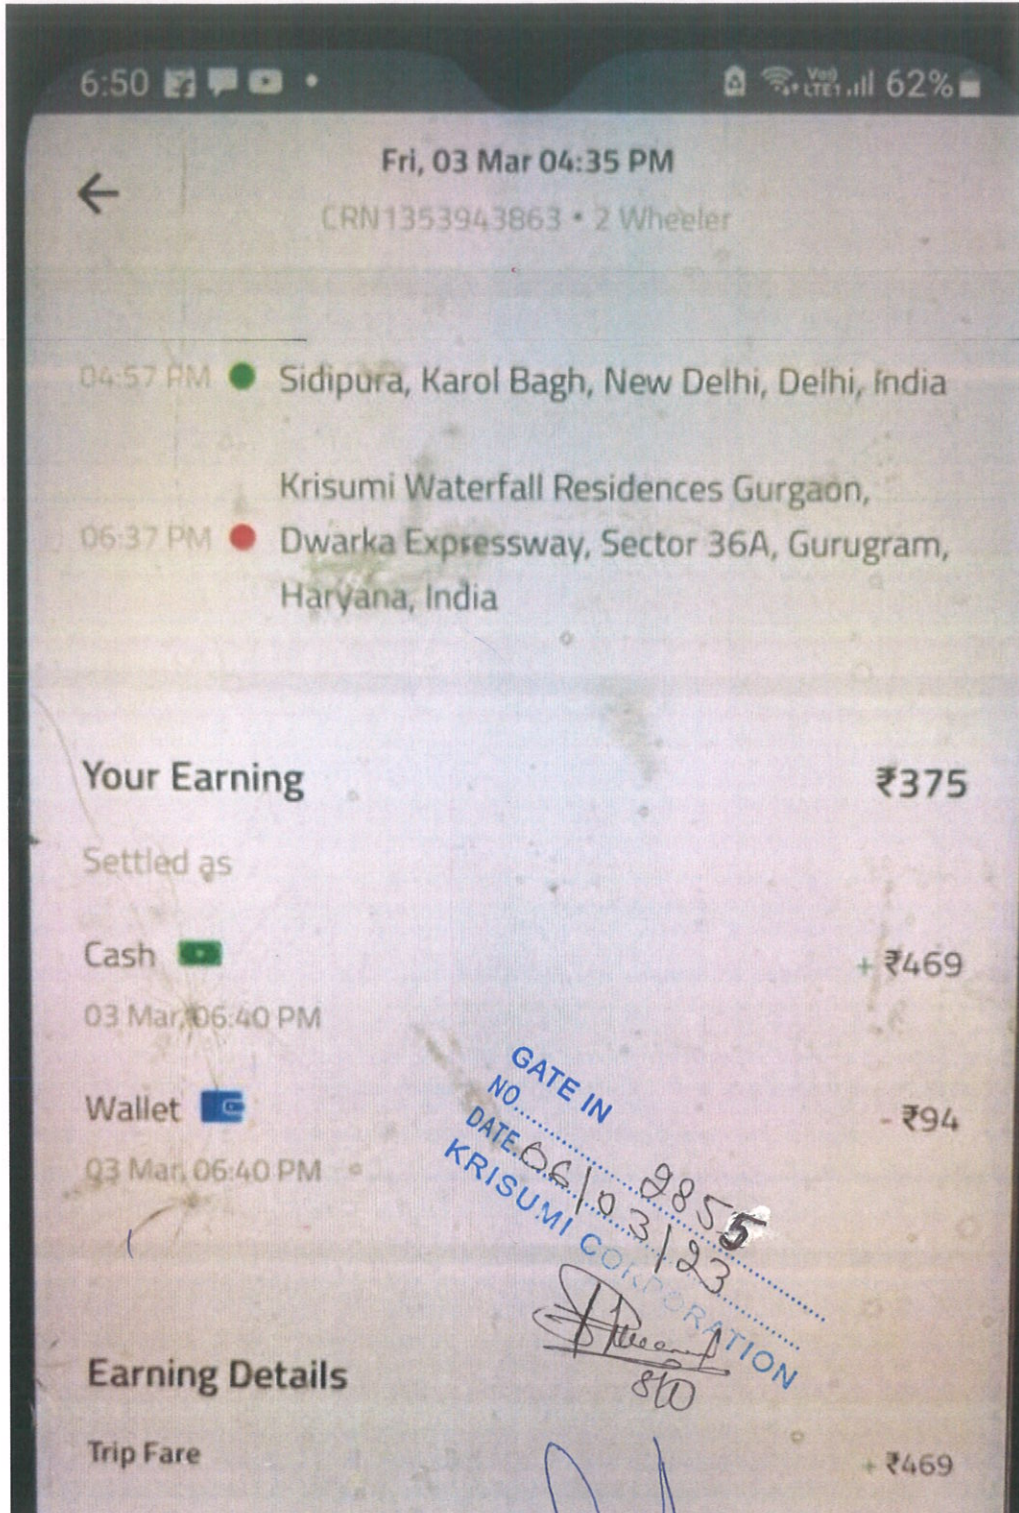 6:50 62%
Fri, 03 Mar 04:35 PM
CRN1353943863 • 2 Wheeler
04:57 PM Sidipura, Karol Bagh, New Delhi, Delhi, India
Krisumi Waterfall Residences Gurgaon,
06:37 PM Dwarka Expressway, Sector 36A, Gurugram,
Haryana, India
Your Earning ₹375
Settled as
Cash + ₹469
03 Mar, 06:40 PM
Wallet - ₹94
03 Mar, 06:40 PM
GATE IN
NO. 9855
DATE. 06/03/23
KRISUMI CORPORATION
Earning Details
Trip Fare + ₹469